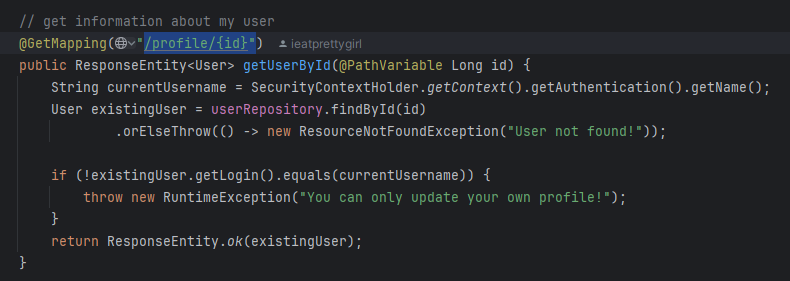 // get information about my user
@GetMapping("/profile/{id}") ieatprettygirl
public ResponseEntity<User> getUserById(@PathVariable Long id) {
String currentUsername = SecurityContextHolder.getContext().getAuthentication().getName();
User existingUser = userRepository.findById(id)
.orElseThrow(() -> new ResourceNotFoundException("User not found!"));
if (!existingUser.getLogin().equals(currentUsername)) {
throw new RuntimeException("You can only update your own profile!");
}
return ResponseEntity.ok(existingUser);
}